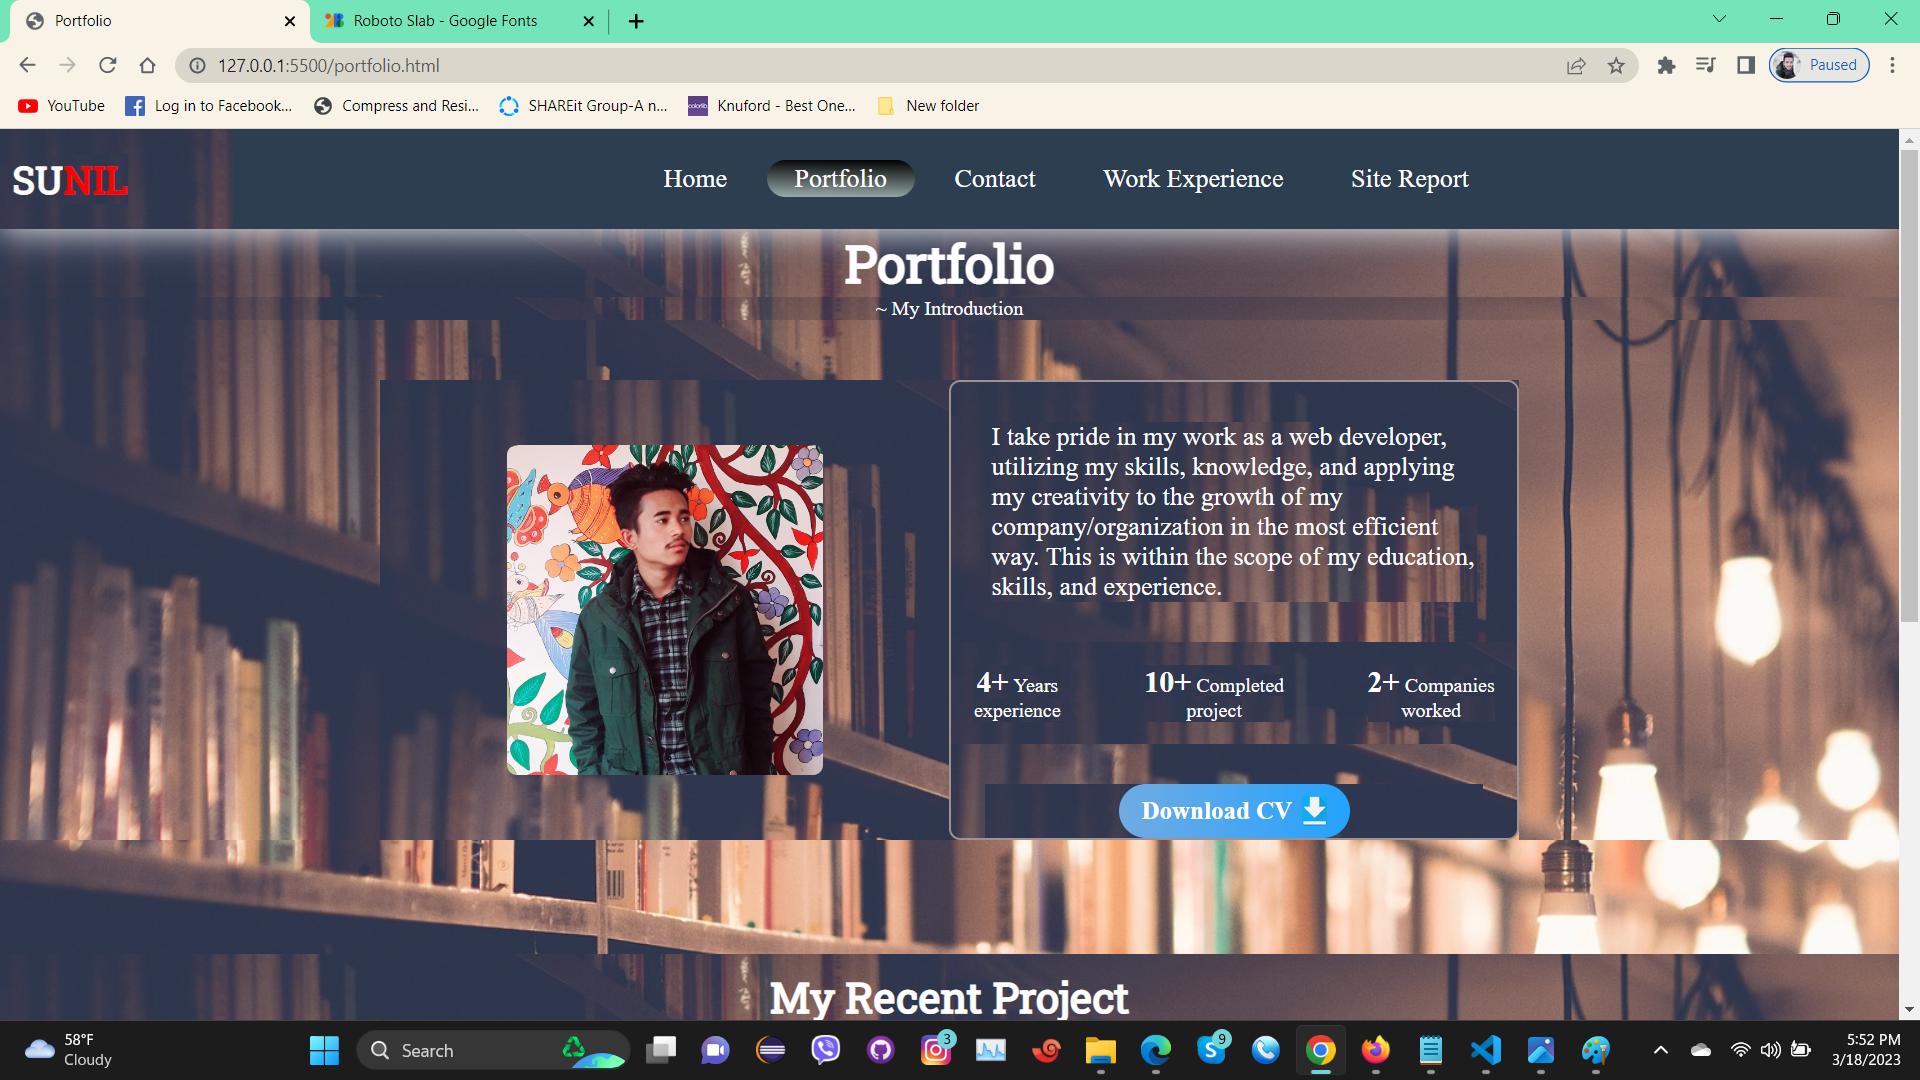 Portfolio
Roboto Slab - Google Fonts
127.0.0.1:5500/portfolio.html
Paused
YouTube
Log in to Facebook...
Compress and Resi...
SHAREit Group-A n...
colorlib.
Knuford - Best One...
New folder
SUNIL
Home
Portfolio
Contact
Work Experience
Site Report
Portfolio
~ My Introduction
I take pride in my work as a web developer,
utilizing my skills, knowledge, and applying
my creativity to the growth of my
company/organization in the most efficient
way. This is within the scope of my education,
skills, and experience.
4+ Years
experience
10+ Completed
project
2+ Companies
worked
Download CV
My Recent Project
58°F
Cloudy
Search
3
9
5:52 PM
3/18/2023